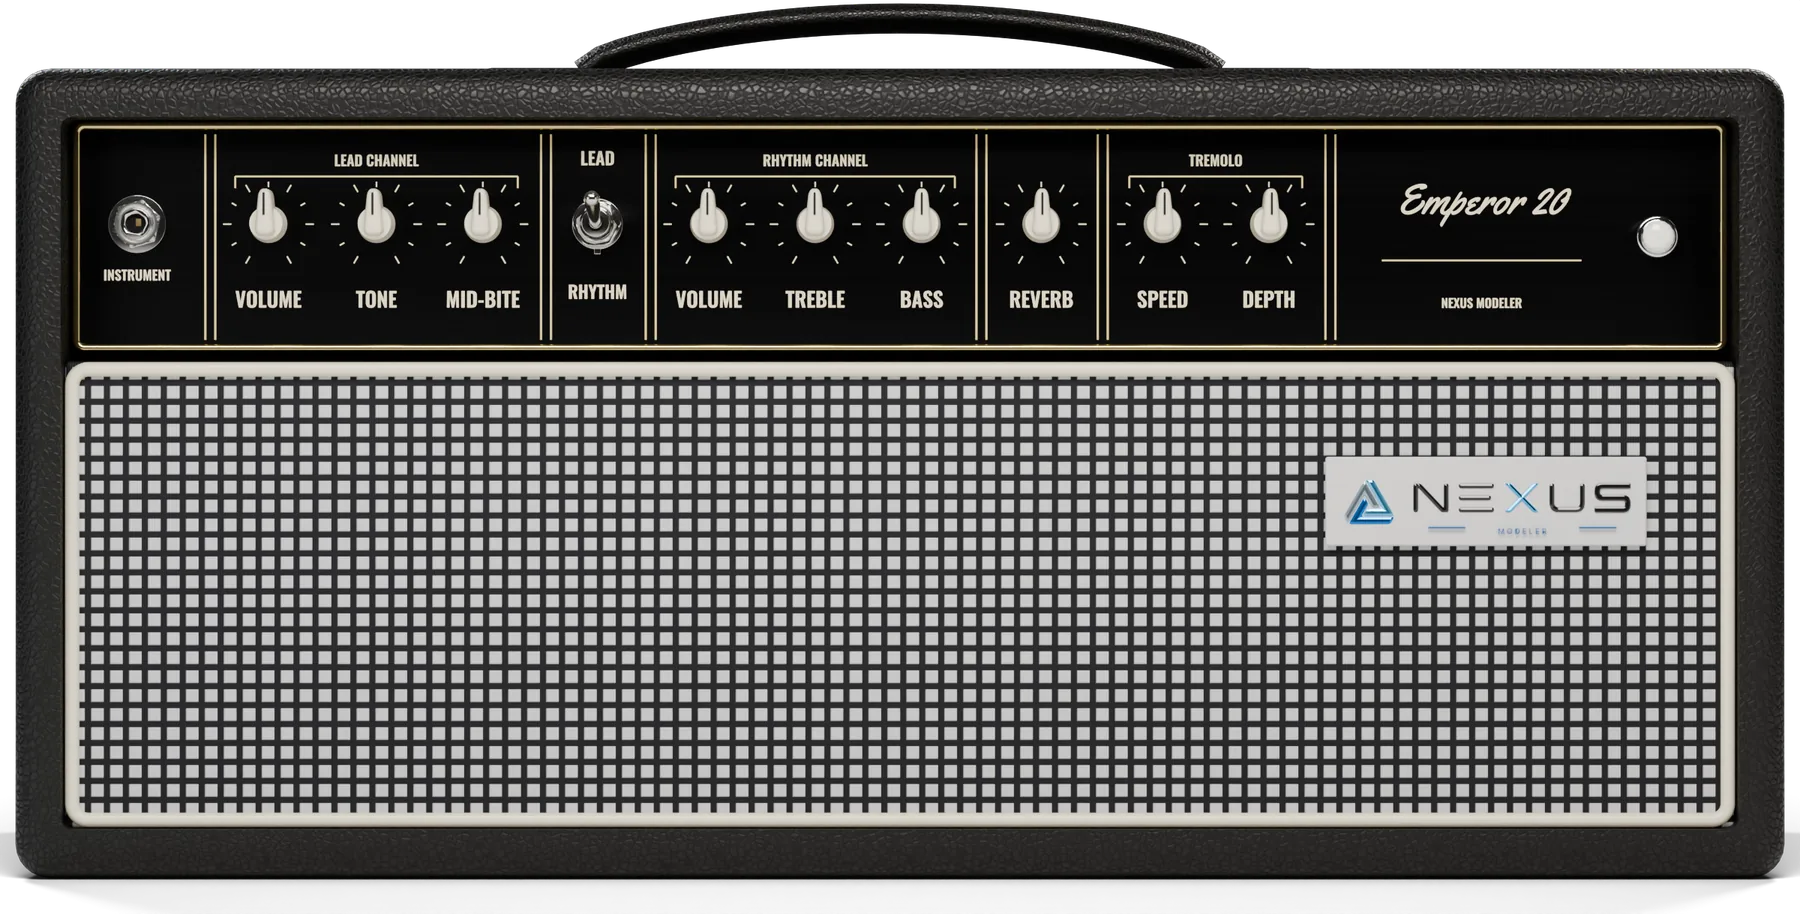 LEAD CHANNEL
LEAD
RHYTHM CHANNEL
TREMOLO
Emperor 20
INSTRUMENT
VOLUME TONE MID-BITE
RHYTHM
VOLUME TREBLE BASS
REVERB
SPEED DEPTH
NEXUS MODELER
NEXUS
MODELER